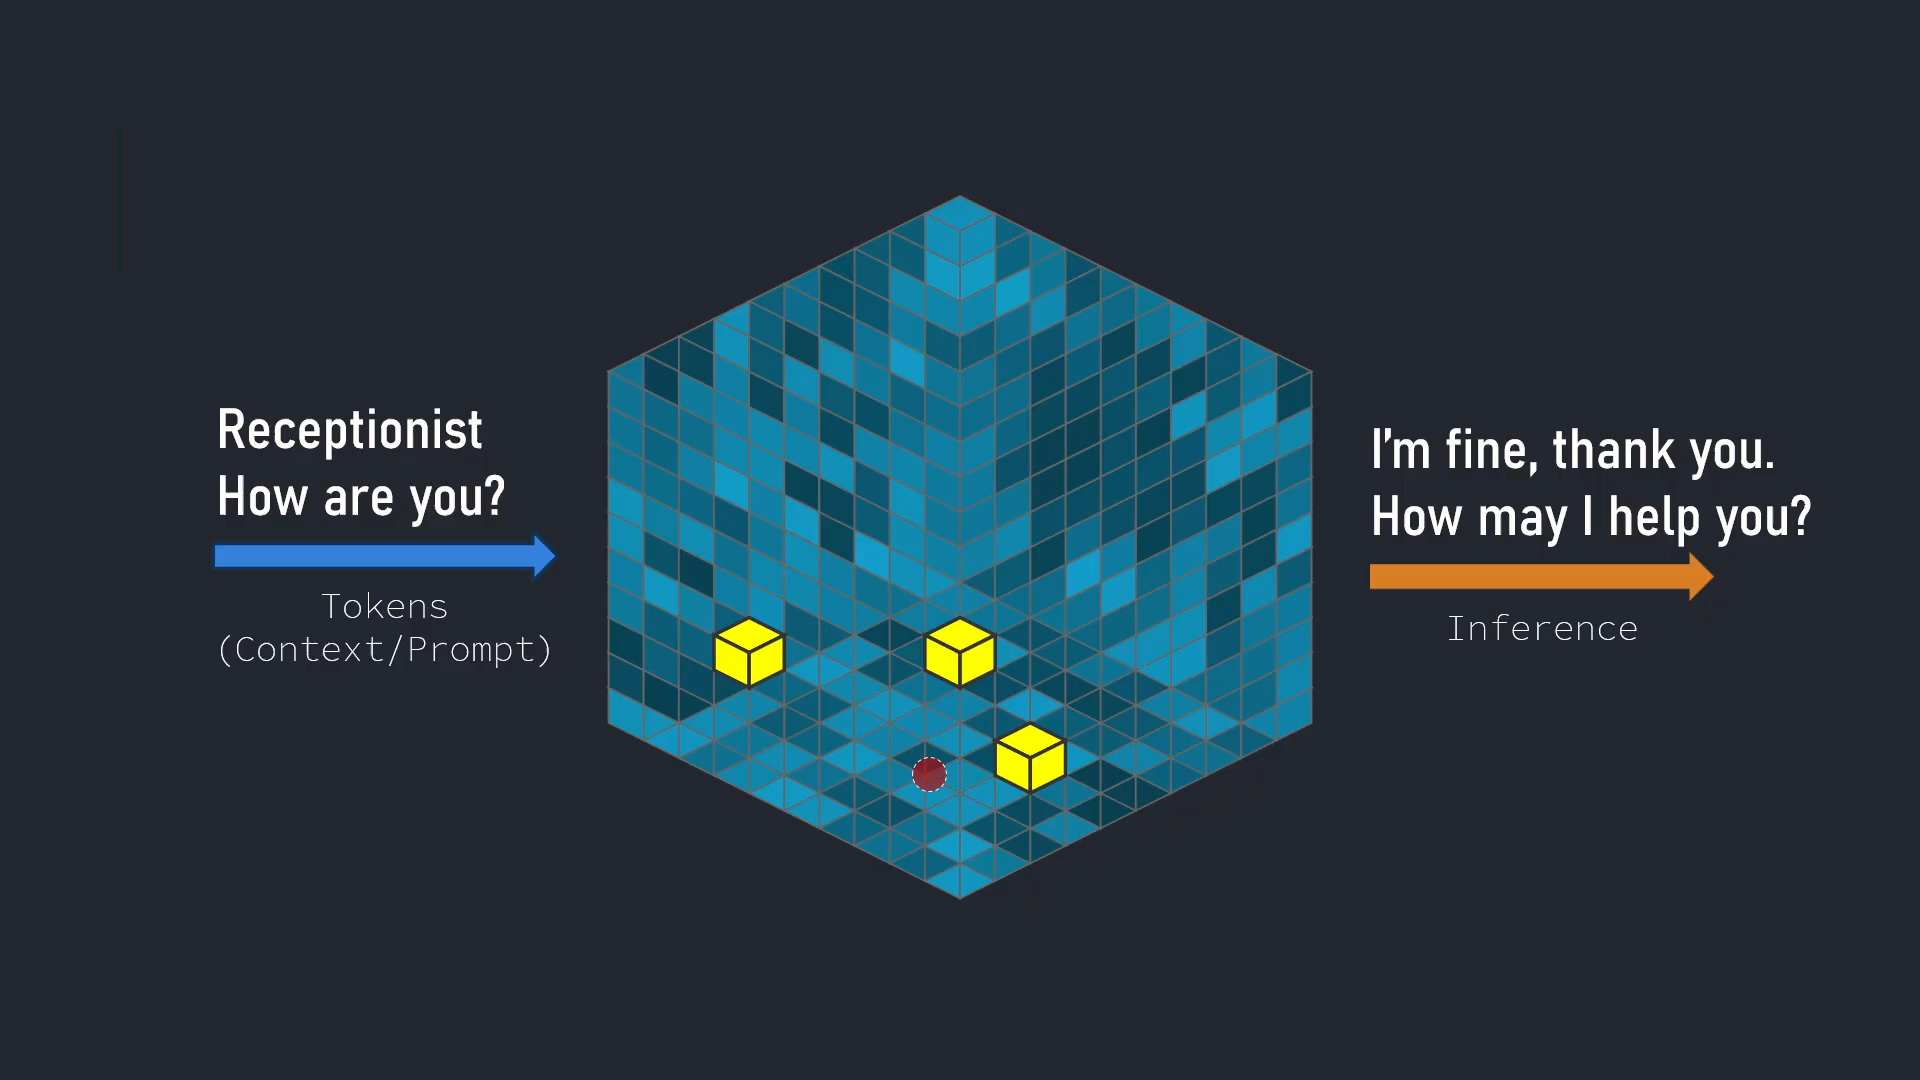 Receptionist
How are you?
Tokens
(Context/Prompt)
I'm fine, thank you.
How may I help you?
Inference